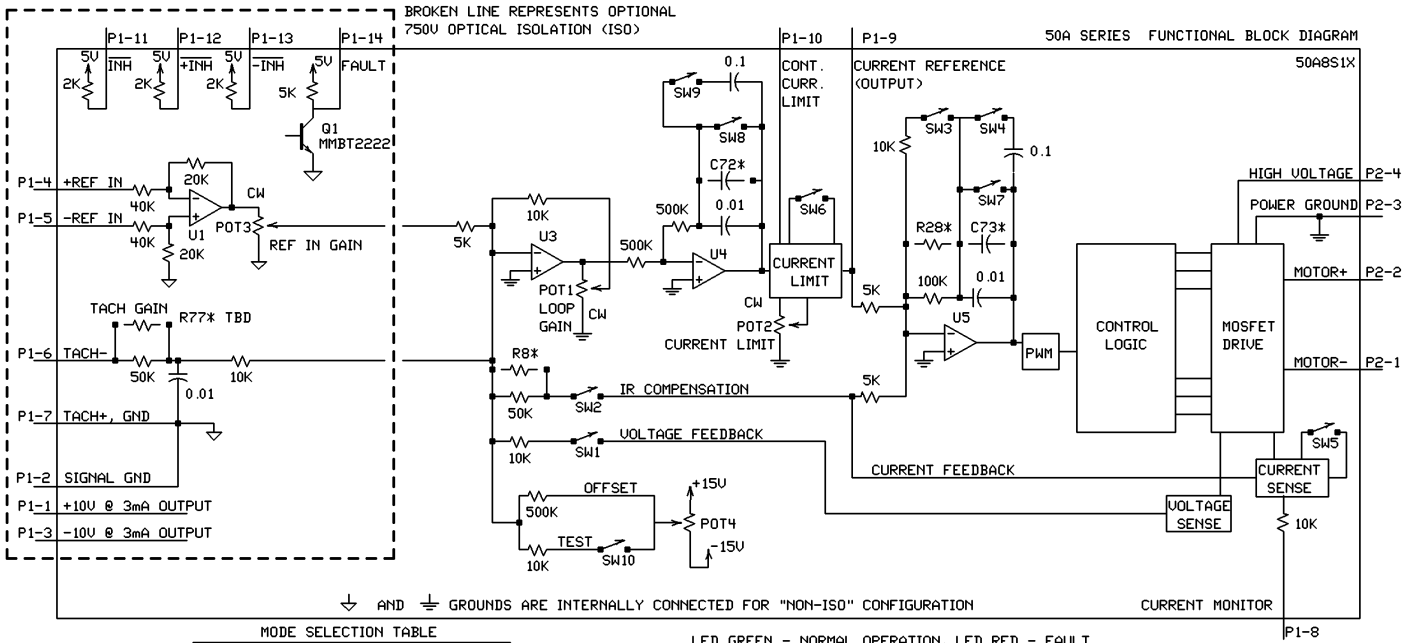 BROKEN LINE REPRESENTS OPTIONAL
750V OPTICAL ISOLATION (ISO)
50A SERIES FUNCTIONAL BLOCK DIAGRAM
50A8S1X
P1-11
P1-12
P1-13
P1-14
5V
INH
2K
5V
+INH
2K
5V
-INH
2K
5V
FAULT
5K
Q1
MMBT2222
P1-4 +REF IN
40K
20K
CW
P1-5 -REF IN
40K
U1
POT3
20K
REF IN GAIN
TACH GAIN
R77* TBD
P1-6 TACH-
50K
10K
0.01
P1-7 TACH+, GND
P1-2 SIGNAL GND
P1-1 +10V @ 3mA OUTPUT
P1-3 -10V @ 3mA OUTPUT
5K
10K
U3
POT1
LOOP
GAIN
CW
500K
500K
0.1
SW9
SW8
C72*
0.01
U4
P1-10
CONT.
CURR.
LIMIT
P1-9
CURRENT REFERENCE
(OUTPUT)
SW6
CURRENT
LIMIT
CW
POT2
CURRENT LIMIT
R8*
50K
SW2
IR COMPENSATION
10K
SW1
VOLTAGE FEEDBACK
OFFSET
500K
TEST
10K
SW10
+15V
POT4
-15V
5K
5K
10K
SW3
SW4
0.1
SW7
R28*
C73*
100K
0.01
U5
PWM
CONTROL
LOGIC
MOSFET
DRIVE
HIGH VOLTAGE P2-4
POWER GROUND P2-3
MOTOR+ P2-2
MOTOR- P2-1
SW5
CURRENT FEEDBACK
CURRENT
SENSE
VOLTAGE
SENSE
10K
AND GROUNDS ARE INTERNALLY CONNECTED FOR "NON-ISO" CONFIGURATION
CURRENT MONITOR
P1-8
MODE SELECTION TABLE
LED GREEN - NORMAL OPERATION, LED RED - FAULT